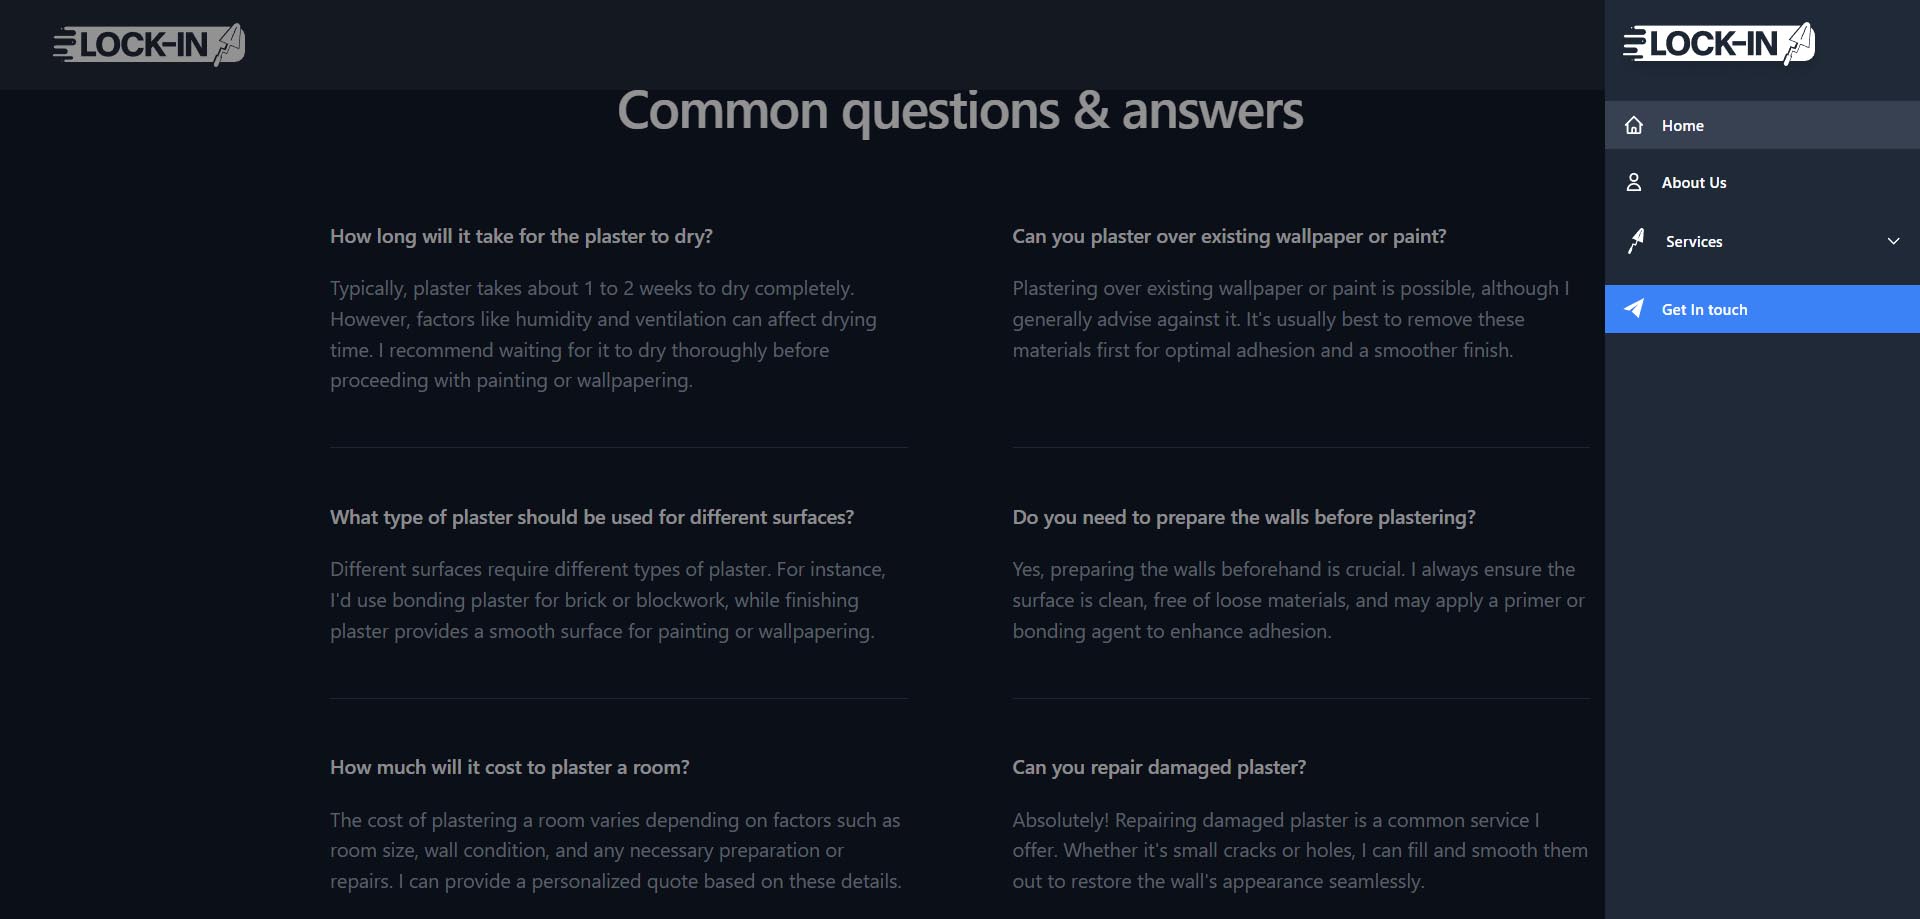 LOCK-IN
Common questions & answers
How long will it take for the plaster to dry?
Typically, plaster takes about 1 to 2 weeks to dry completely.
However, factors like humidity and ventilation can affect drying
time. I recommend waiting for it to dry thoroughly before
proceeding with painting or wallpapering.
Can you plaster over existing wallpaper or paint?
Plastering over existing wallpaper or paint is possible, although I
generally advise against it. It's usually best to remove these
materials first for optimal adhesion and a smoother finish.
What type of plaster should be used for different surfaces?
Different surfaces require different types of plaster. For instance,
I'd use bonding plaster for brick or blockwork, while finishing
plaster provides a smooth surface for painting or wallpapering.
Do you need to prepare the walls before plastering?
Yes, preparing the walls beforehand is crucial. I always ensure the
surface is clean, free of loose materials, and may apply a primer or
bonding agent to enhance adhesion.
How much will it cost to plaster a room?
The cost of plastering a room varies depending on factors such as
room size, wall condition, and any necessary preparation or
repairs. I can provide a personalized quote based on these details.
Can you repair damaged plaster?
Absolutely! Repairing damaged plaster is a common service I
offer. Whether it's small cracks or holes, I can fill and smooth them
out to restore the wall's appearance seamlessly.
LOCK-IN
Home
About Us
Services
Get In touch